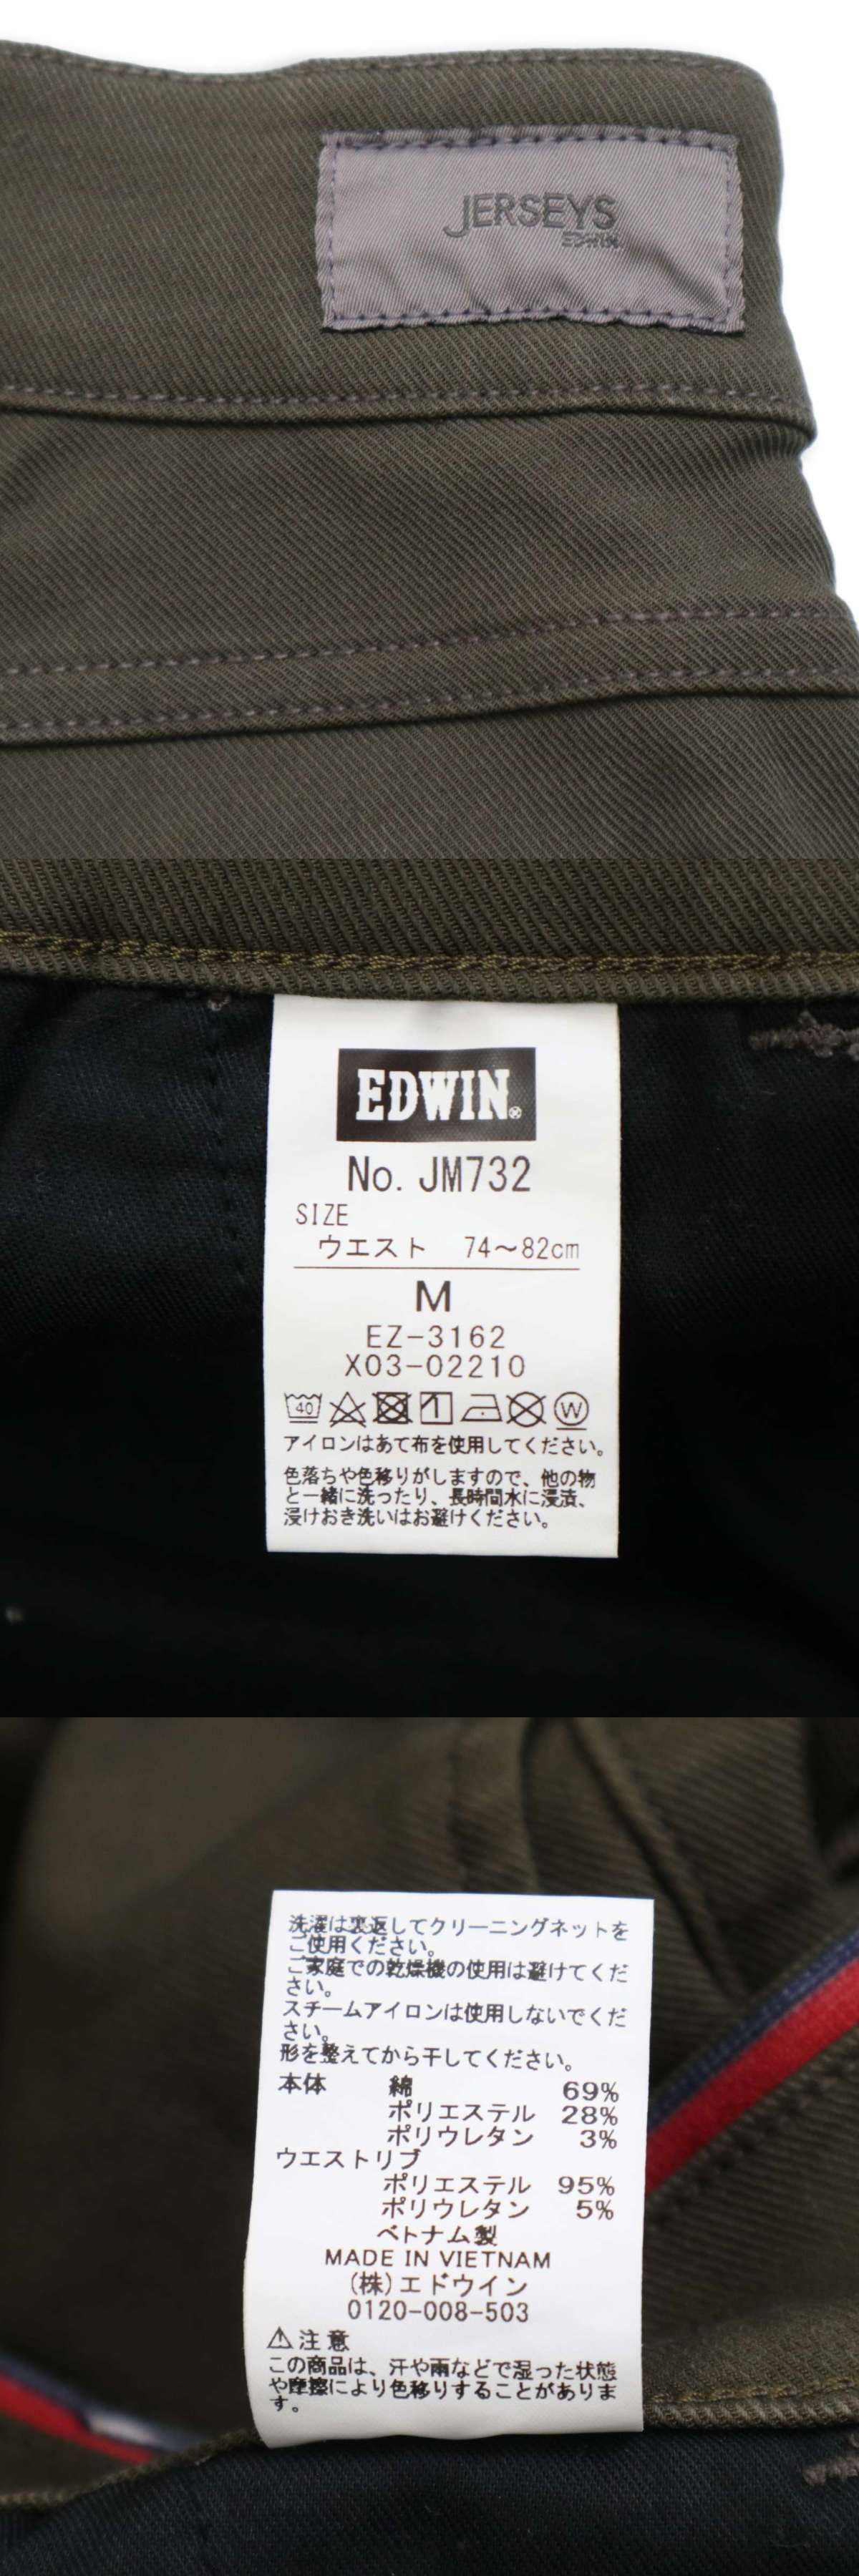 JERSEYS
EDWIN
EDWIN®
No. JM732
SIZE
ウエスト 74～82cm
M
EZ-3162
X03-02210
40
W
アイロンはあて布を使用してください。
色落ちや色移りがしますので、他の物
と一緒に洗ったり、長時間水に浸漬、
浸けおき洗いはお避けください。
洗濯は裏返してクリーニングネットを
ご使用ください。
ご家庭での乾燥機の使用は避けてくだ
さい。
スチームアイロンは使用しないでくだ
さい。
形を整えてから干してください。
本体 綿 69%
ポリエステル 28%
ポリウレタン 3%
ウエストリブ
ポリエステル 95%
ポリウレタン 5%
ベトナム製
MADE IN VIETNAM
(株)エドウイン
0120-008-503
⚠注意
この商品は、汗や雨などで湿った状態
や摩擦により色移りすることがありま
す。